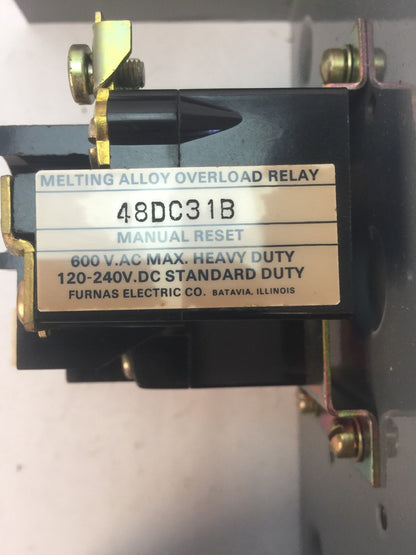 MELTING ALLOY OVERLOAD RELAY
48DC31B
MANUAL RESET
600 V.AC MAX. HEAVY DUTY
120-240V.DC STANDARD DUTY
FURNAS ELECTRIC CO. BATAVIA, ILLINOIS